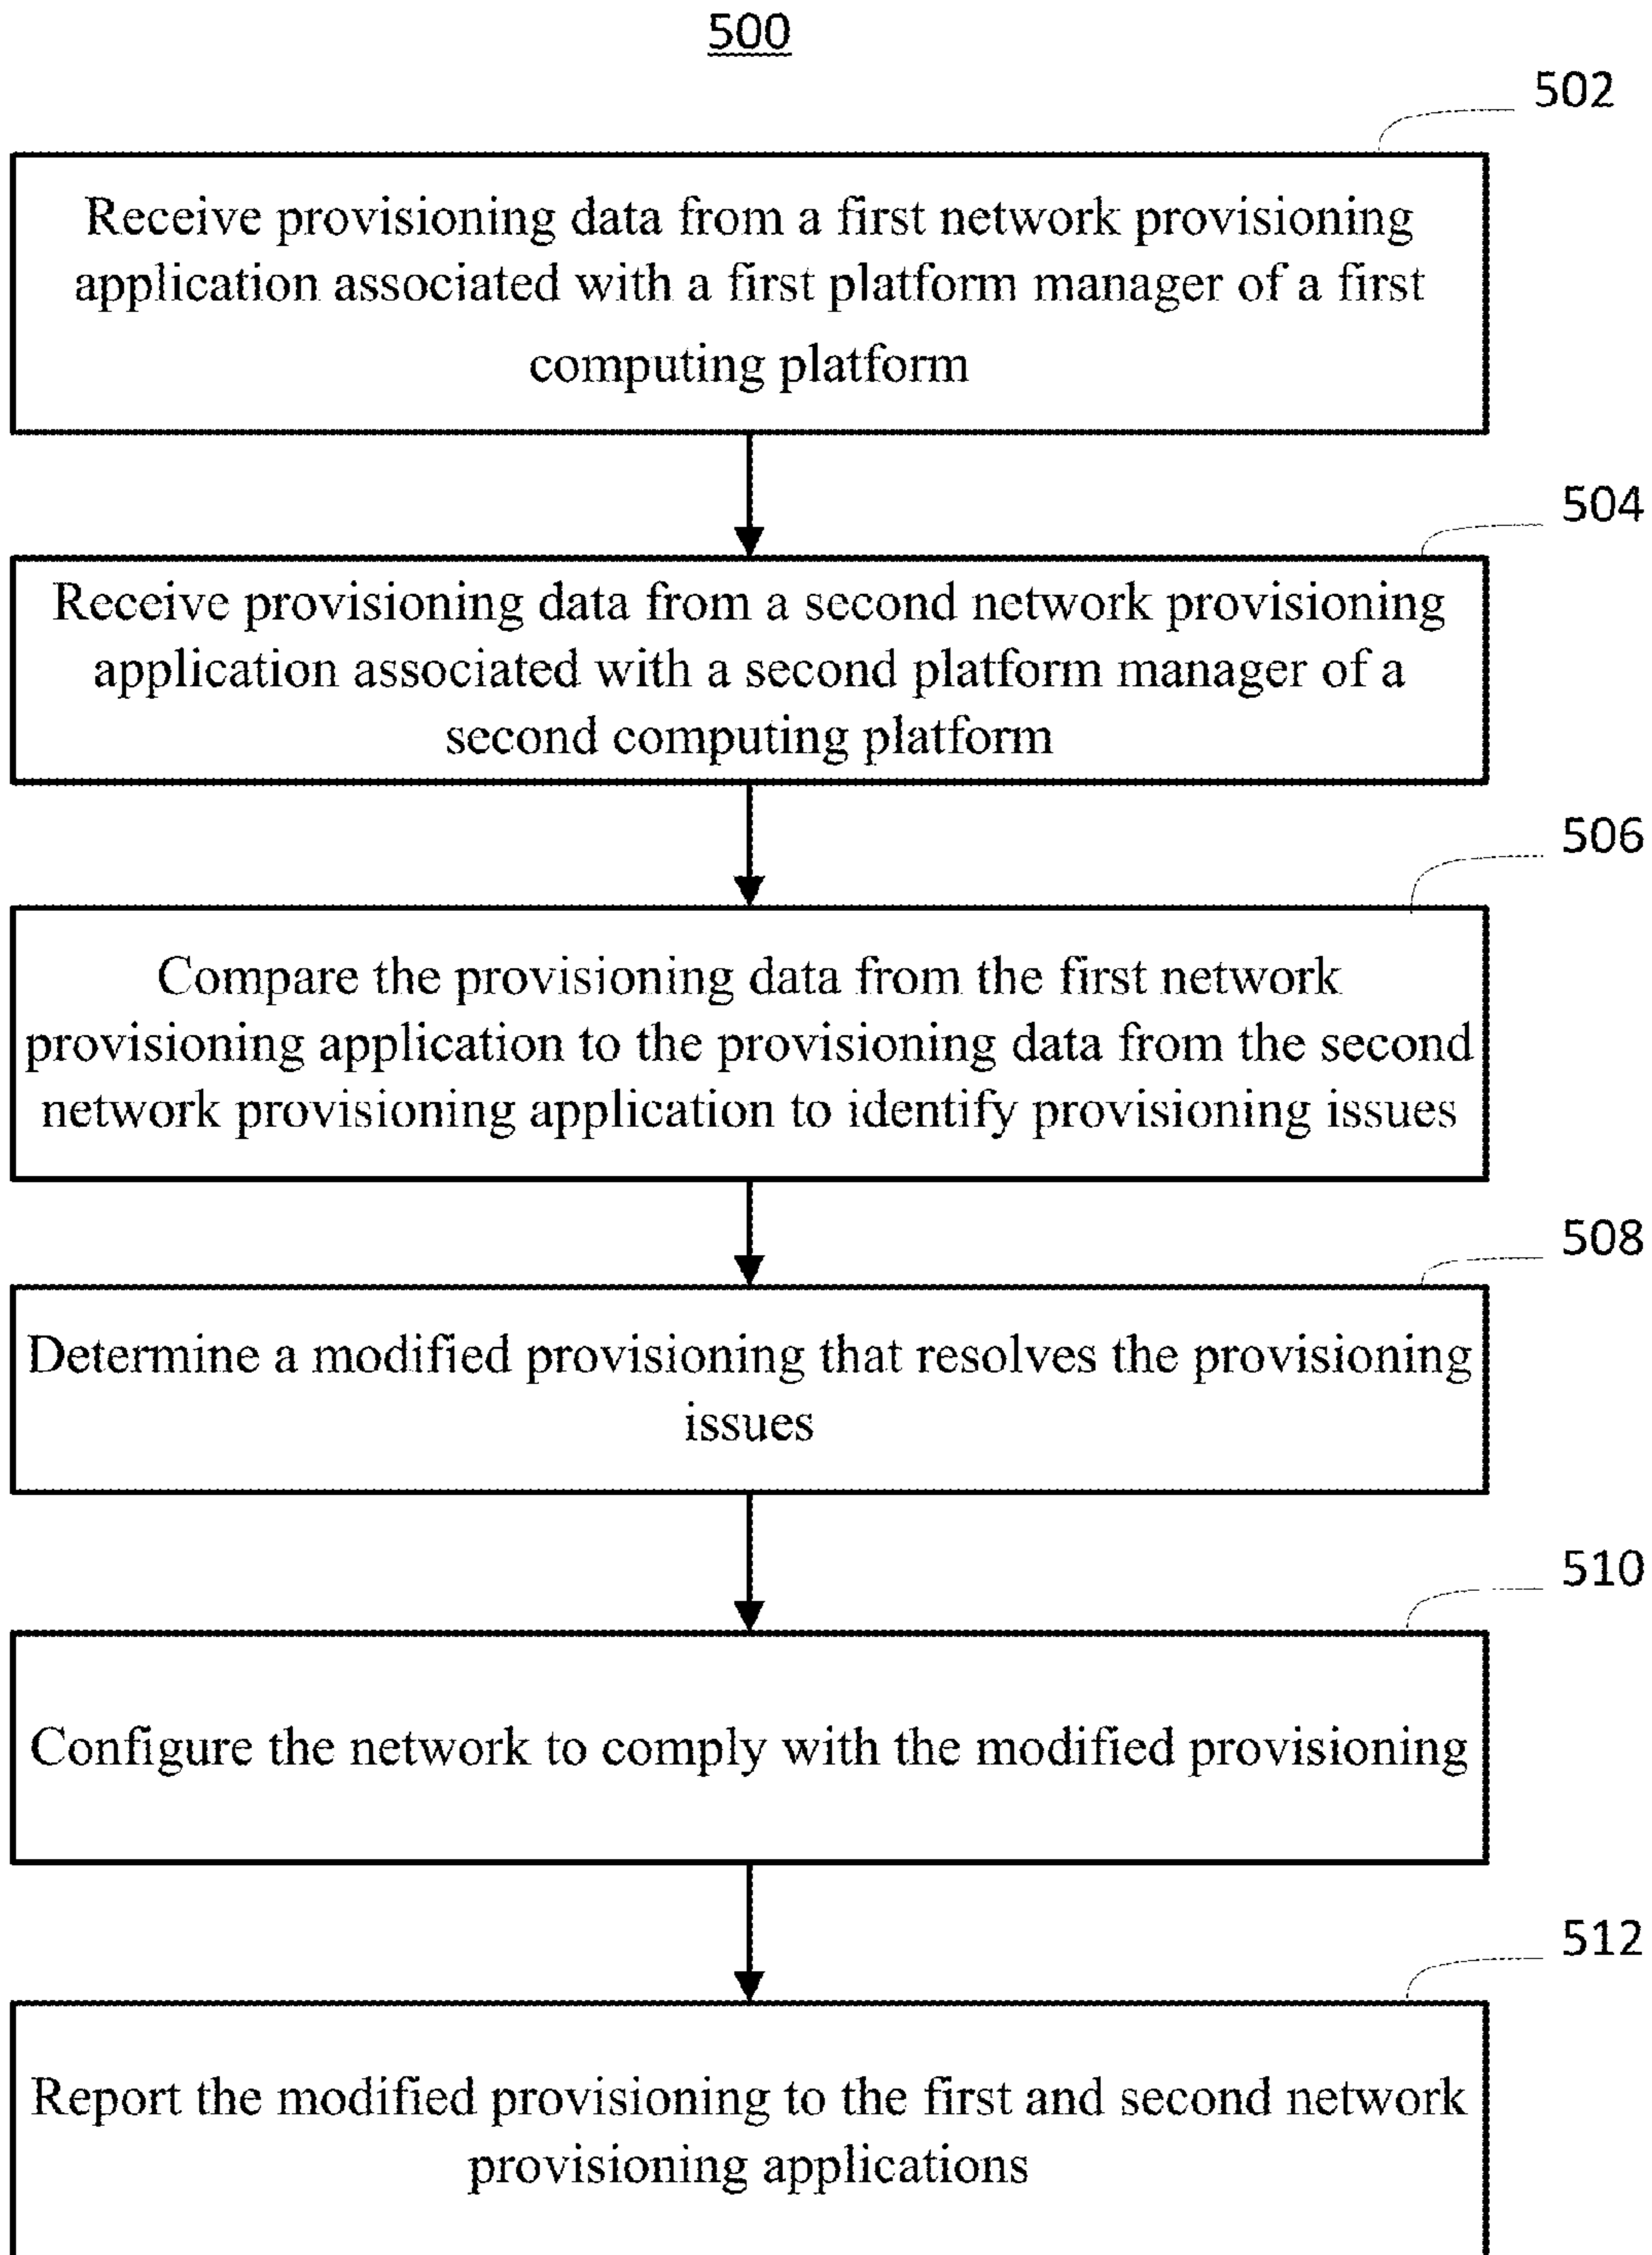 500
502
Receive provisioning data from a first network provisioning
application associated with a first platform manager of a first
computing platform
504
Receive provisioning data from a second network provisioning
application associated with a second platform manager of a
second computing platform
506
Compare the provisioning data from the first network
provisioning application to the provisioning data from the second
network provisioning application to identify provisioning issues
508
Determine a modified provisioning that resolves the provisioning
issues
510
Configure the network to comply with the modified provisioning
512
Report the modified provisioning to the first and second network
provisioning applications